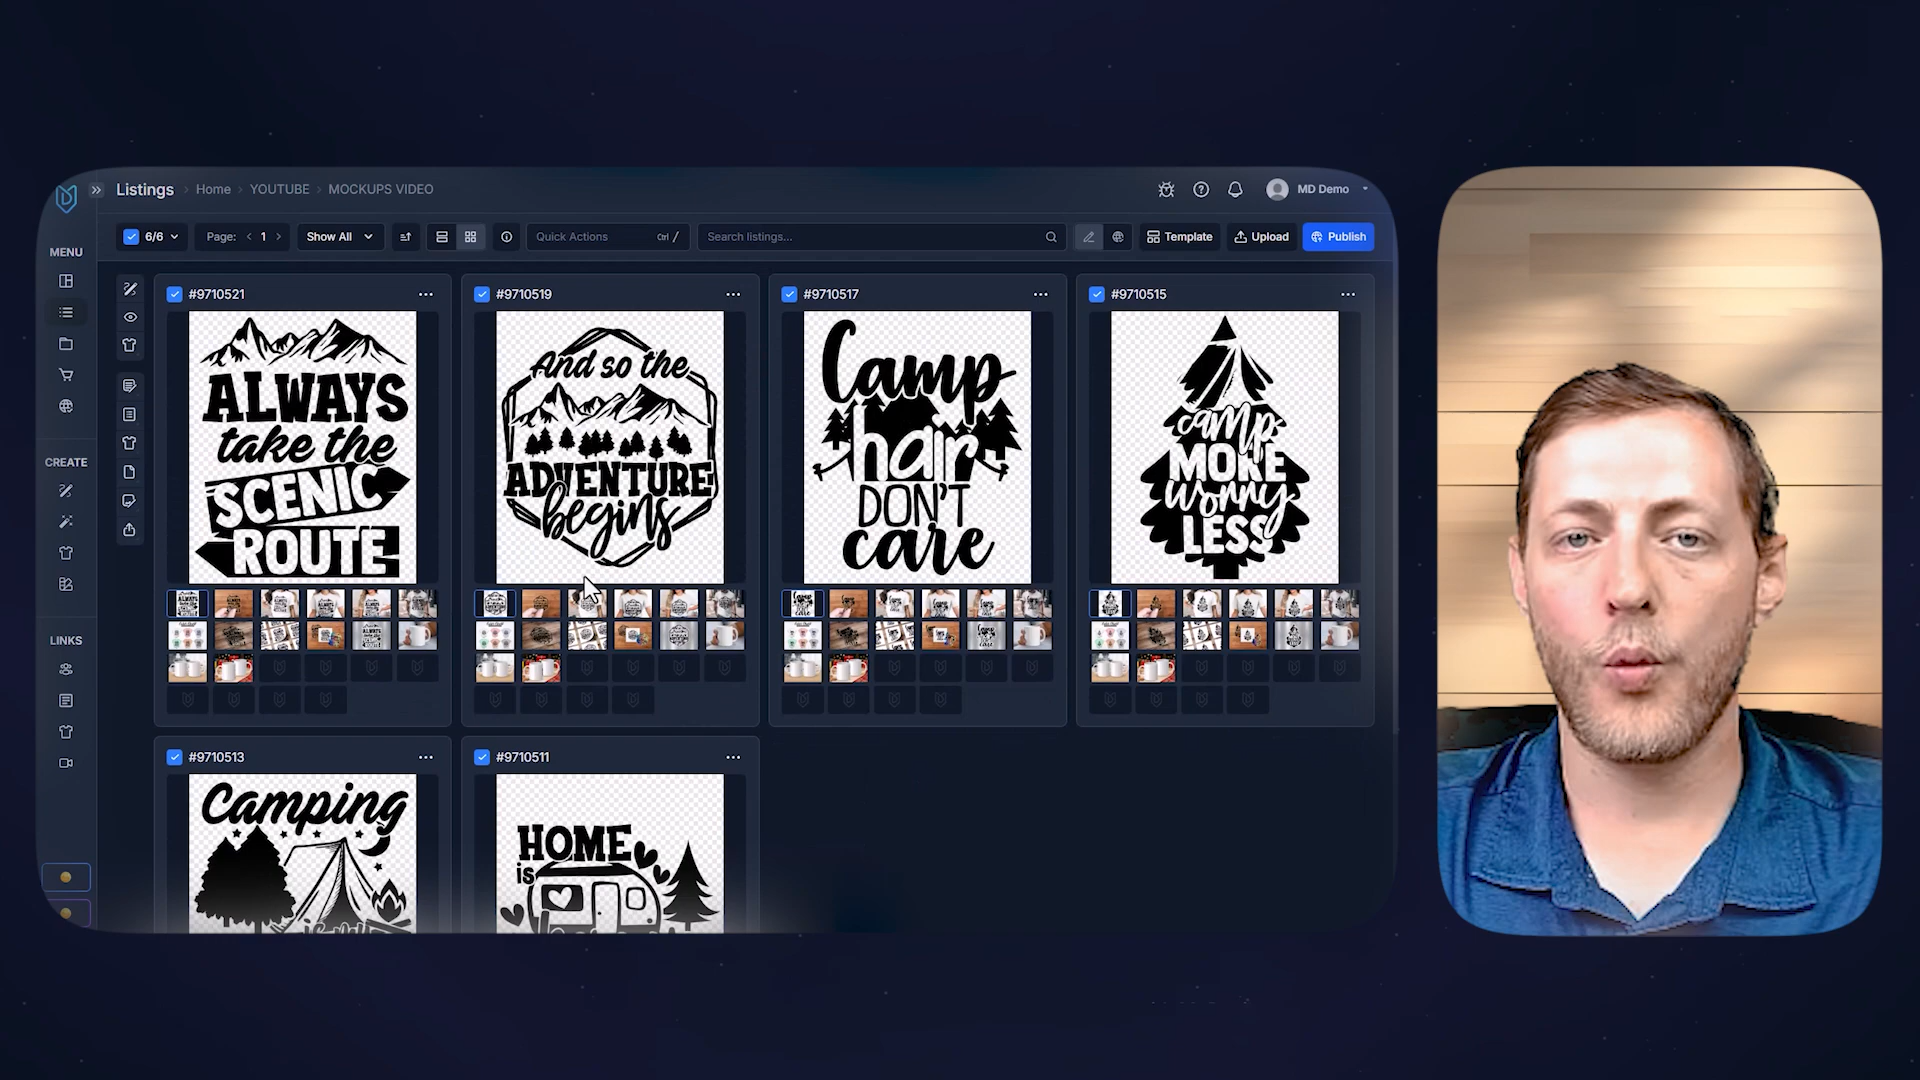 Listings › Home › YOUTUBE › MOCKUPS VIDEO
MD Demo
6/6
Page: 1
Show All
Quick Actions
Ctrl /
Search listings...
Template
Upload
Publish
MENU
CREATE
LINKS
#9710521
ALWAYS
take the
SCENIC
ROUTE
#9710519
And so the
ADVENTURE
begins
#9710517
Camp
hair
DON'T
care
#9710515
camp
MORE
worry
LESS
#9710513
Camping
#9710511
HOME
is